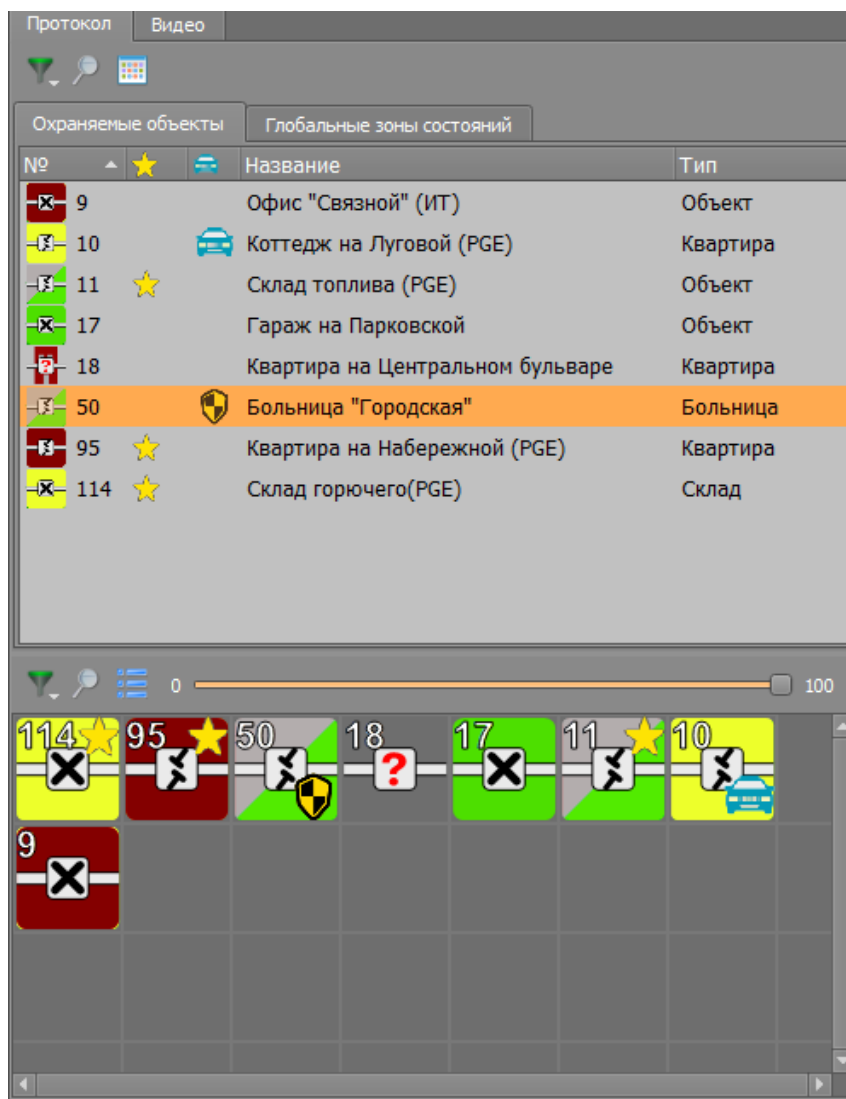 Протокол Видео
Охраняемые объекты Глобальные зоны состояний
№ Название Тип
9 Офис "Связной" (ИТ) Объект
10 Коттедж на Луговой (PGE) Квартира
11 Склад топлива (PGE) Объект
17 Гараж на Парковской Объект
? 18 Квартира на Центральном бульваре Квартира
50 Больница "Городская" Больница
95 Квартира на Набережной (PGE) Квартира
114 Склад горючего(PGE) Склад
0 100
114 95 50 18 17 11 10
?
9